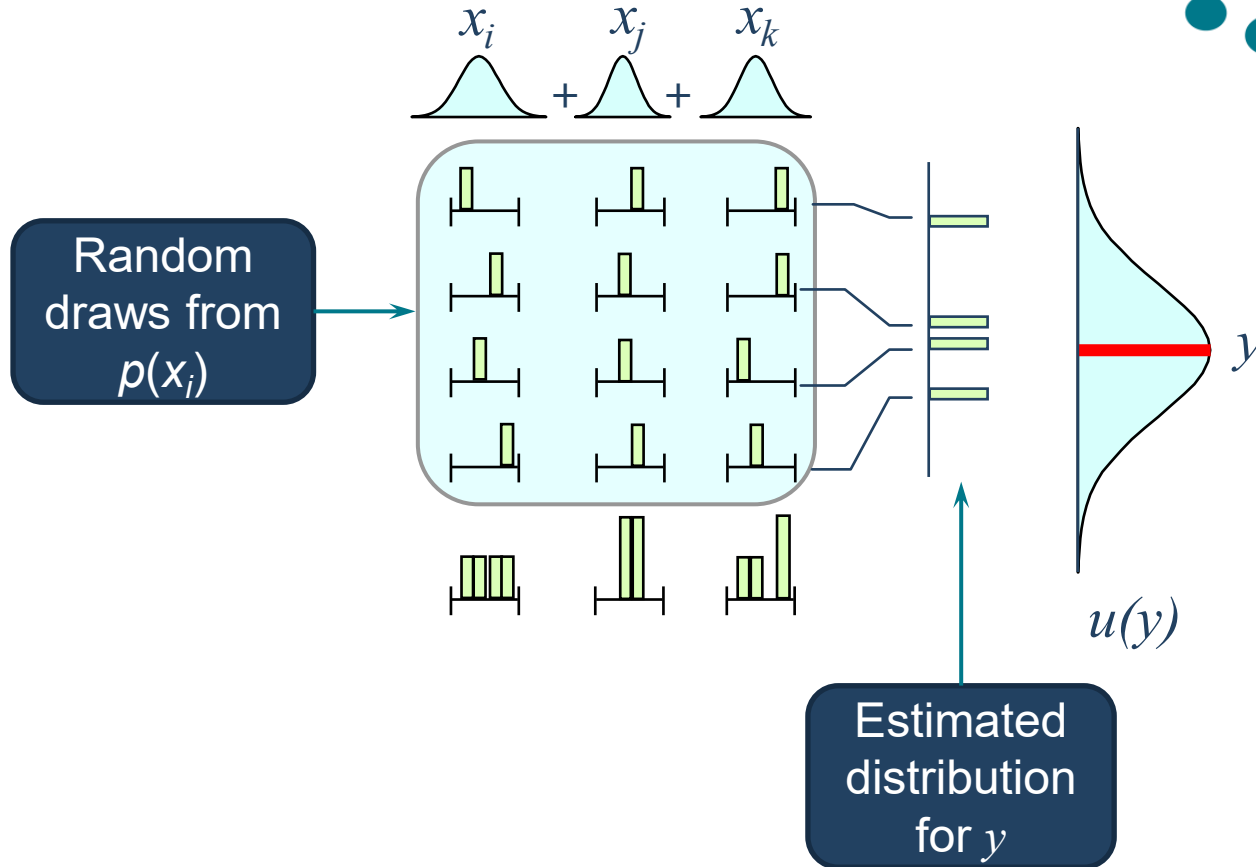 x_i x_j x_k
+ +
Random
draws from
p(x_i)
y
u(y)
Estimated
distribution
for y